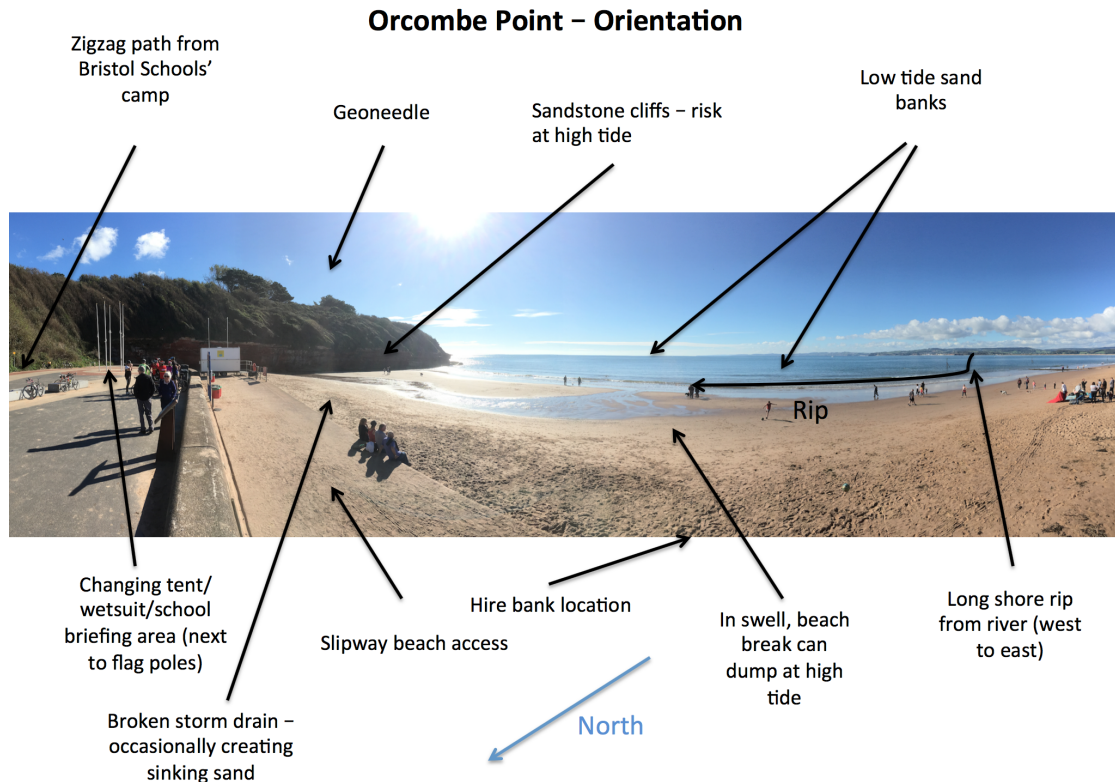 Orcombe Point – Orientation
Zigzag path from
Bristol Schools’
camp
Geoneedle
Sandstone cliffs – risk
at high tide
Low tide sand
banks
Rip
Changing tent/
wetsuit/school
briefing area (next
to flag poles)
Slipway beach access
Hire bank location
In swell, beach
break can
dump at high
tide
Long shore rip
from river (west
to east)
Broken storm drain –
occasionally creating
sinking sand
North